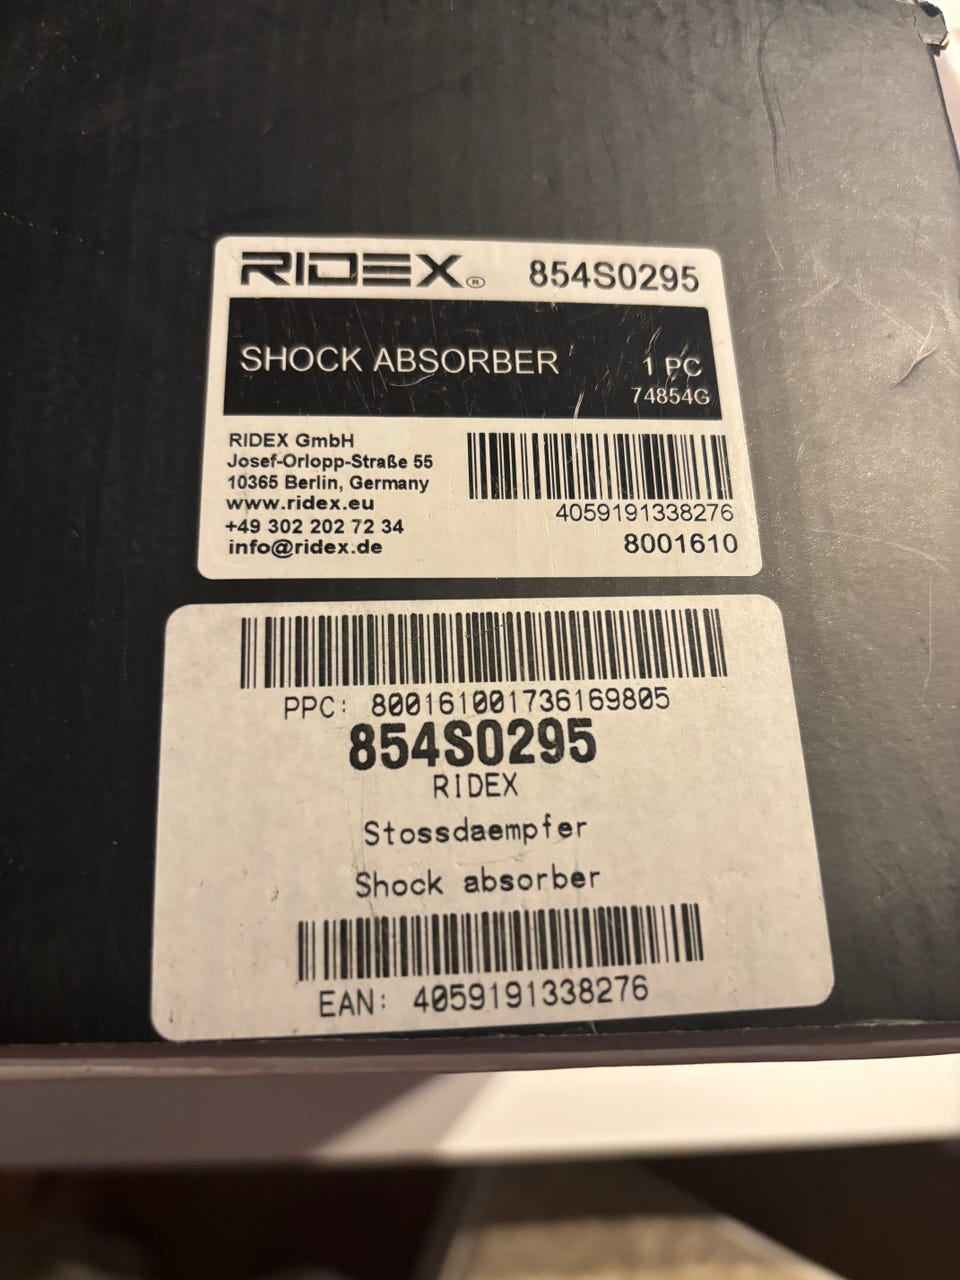 RIDEX® 854S0295
SHOCK ABSORBER 1 PC
74854G
RIDEX GmbH
Josef-Orlopp-Straße 55
10365 Berlin, Germany
www.ridex.eu
+49 302 202 72 34
info@ridex.de
4059191338276
8001610
PPC: 800161001736169805
854S0295
RIDEX
Stossdaempfer
Shock absorber
EAN: 4059191338276